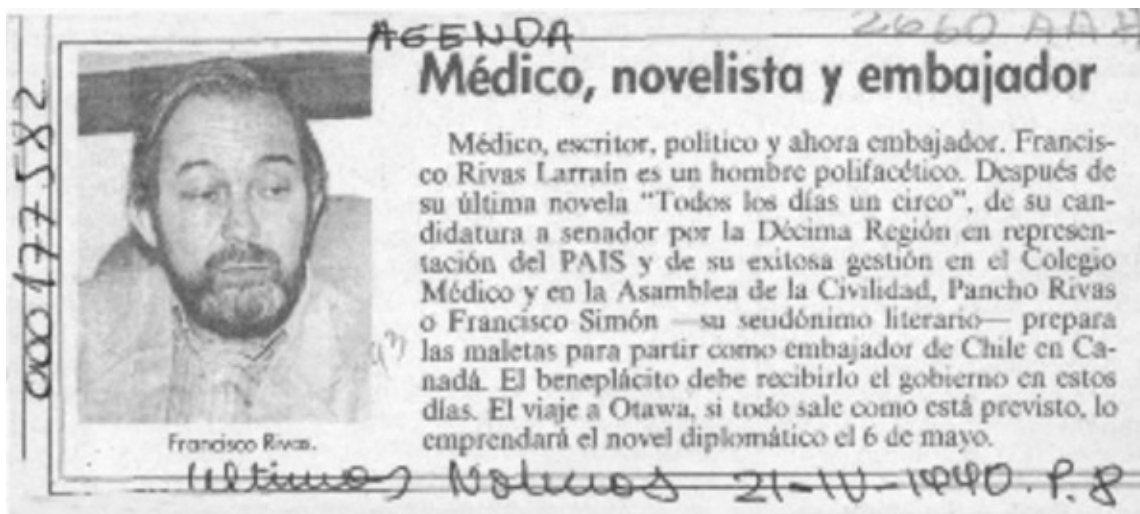 AGENDA
2660 AA
Médico, novelista y embajador
Médico, escritor, político y ahora embajador. Francis-
co Rivas Larraín es un hombre polifacético. Después de
su última novela “Todos los días un circo”, de su can-
didatura a senador por la Décima Región en represen-
tación del PAIS y de su exitosa gestión en el Colegio
Médico y en la Asamblea de la Civilidad, Pancho Rivas
o Francisco Simón —su seudónimo literario— prepara
las maletas para partir como embajador de Chile en Ca-
nadá. El beneplácito debe recibirlo el gobierno en estos
días. El viaje a Otawa, si todo sale como está previsto, lo
emprendará el novel diplomático el 6 de mayo.
Francisco Rivas.
000177.582
Ultimas Noticias 21-IV-1990. P. 8